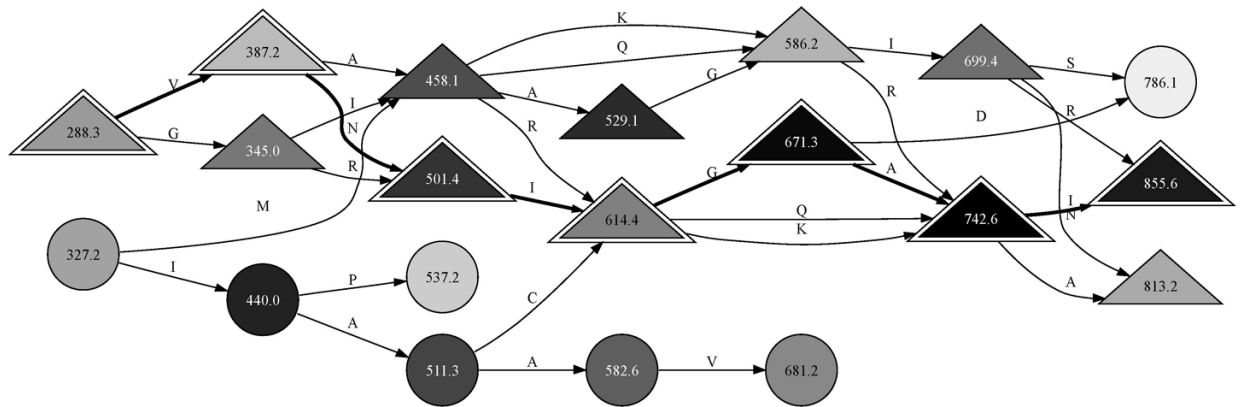 K
387.2
586.2
I
699.4
S
A
Q
786.1
V
458.1
G
A
529.1
R
R
D
288.3
G
345.0
I
N
671.3
R
R
501.4
G
A
855.6
I
I
N
M
614.4
Q
742.6
K
327.2
I
537.2
A
813.2
440.0
P
C
A
511.3
A
582.6
V
681.2